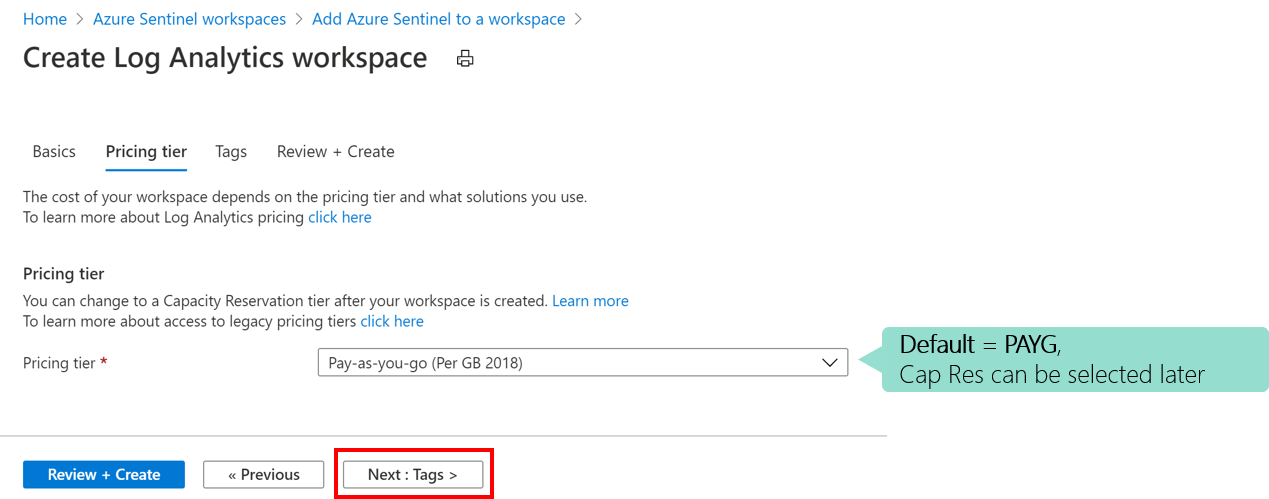 Home > Azure Sentinel workspaces > Add Azure Sentinel to a workspace >
Create Log Analytics workspace
Basics Pricing tier Tags Review + Create
The cost of your workspace depends on the pricing tier and what solutions you use.
To learn more about Log Analytics pricing click here
Pricing tier
You can change to a Capacity Reservation tier after your workspace is created. Learn more
To learn more about access to legacy pricing tiers click here
Pricing tier * Pay-as-you-go (Per GB 2018)
Default = PAYG,
Cap Res can be selected later
Review + Create « Previous Next : Tags >